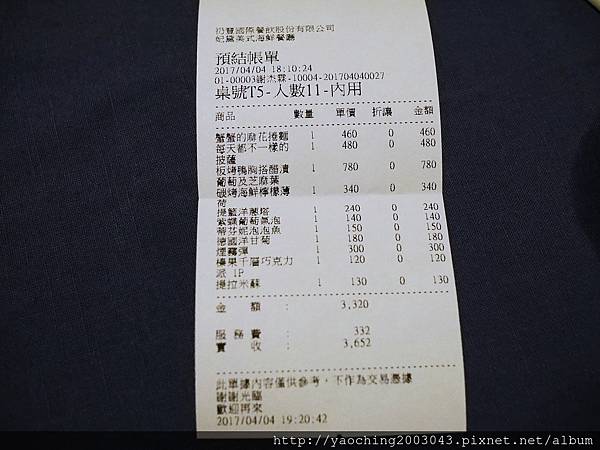 扔豐國際餐飲股份有限公司
妃黛美式海鮮餐廳
預結帳單
2017/04/04 18:10:24
01-00003謝杰霖-10004-201704040027
桌號T5-人數11-內用
商品 數量 單價 折讓 金額
蟹蟹的麻花捲麵 1 460 0 460
每天都不一樣的 1 480 0 480
披薩
板烤鴨胸搭醋漬 1 780 0 780
葡萄及芝麻葉
碳烤海鮮檸檬薄 1 340 0 340
荷
提籃洋蔥塔 1 240 0 240
紫蝶葡萄氣泡 1 140 0 140
蒂芬妮泡泡魚 1 150 0 150
德國洋甘菊 1 180 0 180
煙霧彈 1 300 0 300
榛果千層巧克力 1 120 0 120
派 1P
提拉米蘇 1 130 0 130
金 額 : 3,320
服 務 費 : 332
實 收 : 3,652
此單據內容僅供參考,不作為交易憑據
謝謝光臨
歡迎再來
2017/04/04 19:20:42
http://yaoching2003043.pixnet.net/album